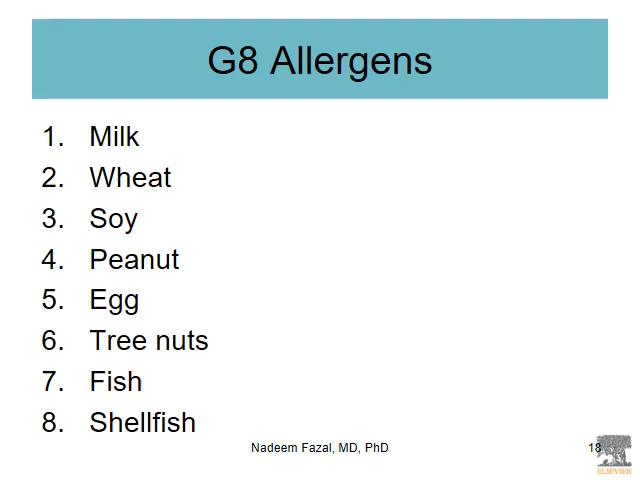 G8 Allergens
1. Milk
2. Wheat
3. Soy
4. Peanut
5. Egg
6. Tree nuts
7. Fish
8. Shellfish
Nadeem Fazal, MD, PhD
18
ELSEVIER